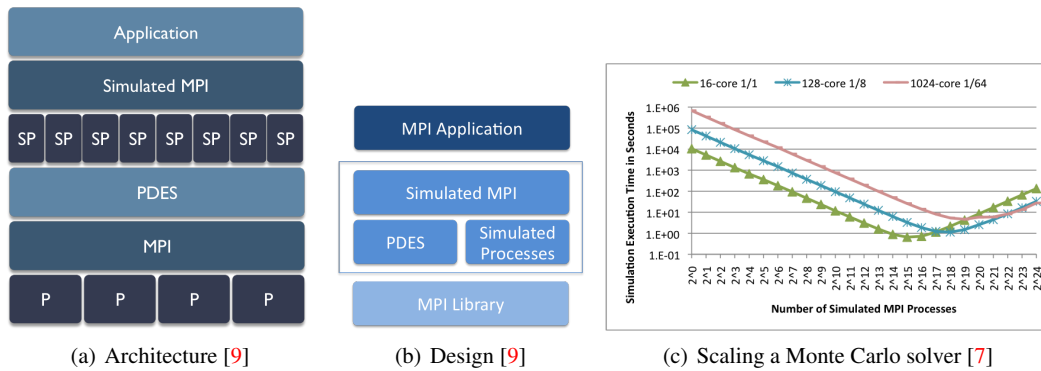 Application
Simulated MPI
SP SP SP SP SP SP SP SP
PDES
MPI
P P P P
(a) Architecture [9]
MPI Application
Simulated MPI
PDES
Simulated
Processes
MPI Library
(b) Design [9]
16-core 1/1 128-core 1/8 1024-core 1/64
Simulation Execution Time in Seconds
1.E+06
1.E+05
1.E+04
1.E+03
1.E+02
1.E+01
1.E+00
1.E-01
2^0 2^1 2^2 2^3 2^4 2^5 2^6 2^7 2^8 2^9 2^10 2^11 2^12 2^13 2^14 2^15 2^16 2^17 2^18 2^19 2^20 2^21 2^22 2^23 2^24
Number of Simulated MPI Processes
(c) Scaling a Monte Carlo solver [7]